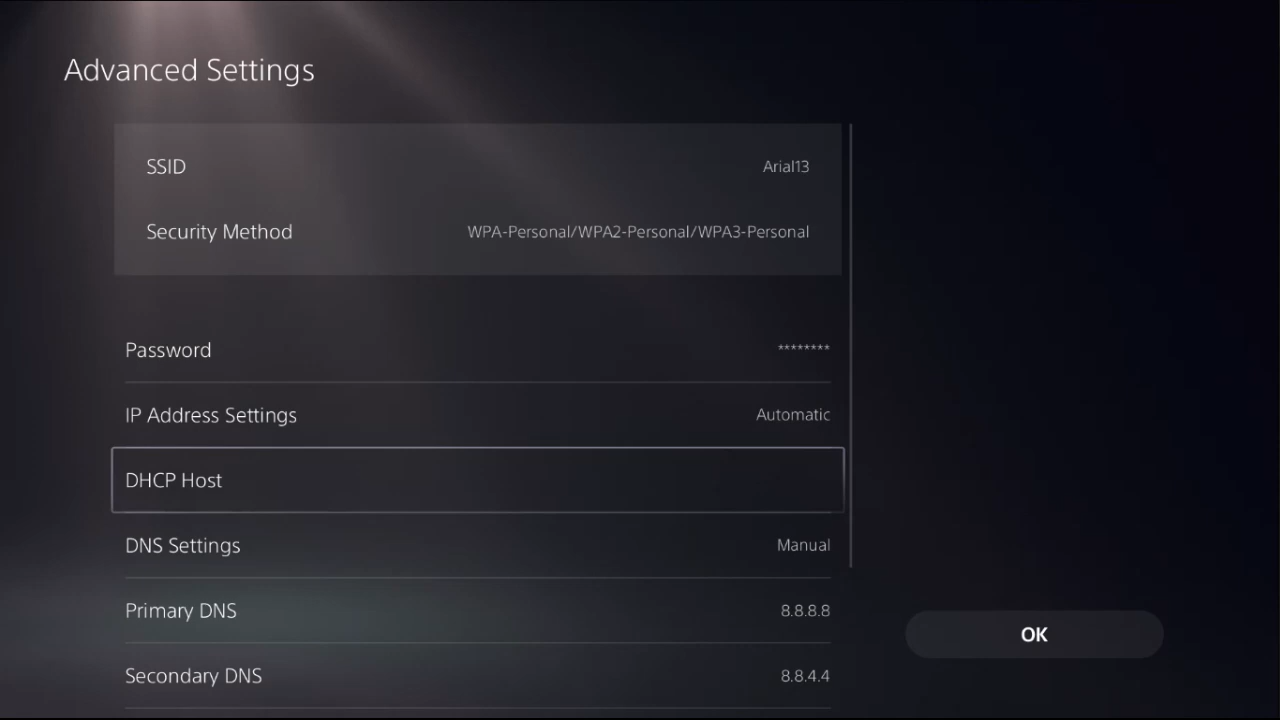 Advanced Settings
SSID Arial13
Security Method WPA-Personal/WPA2-Personal/WPA3-Personal
Password ********
IP Address Settings Automatic
DHCP Host
DNS Settings Manual
Primary DNS 8.8.8.8
Secondary DNS 8.8.4.4
OK